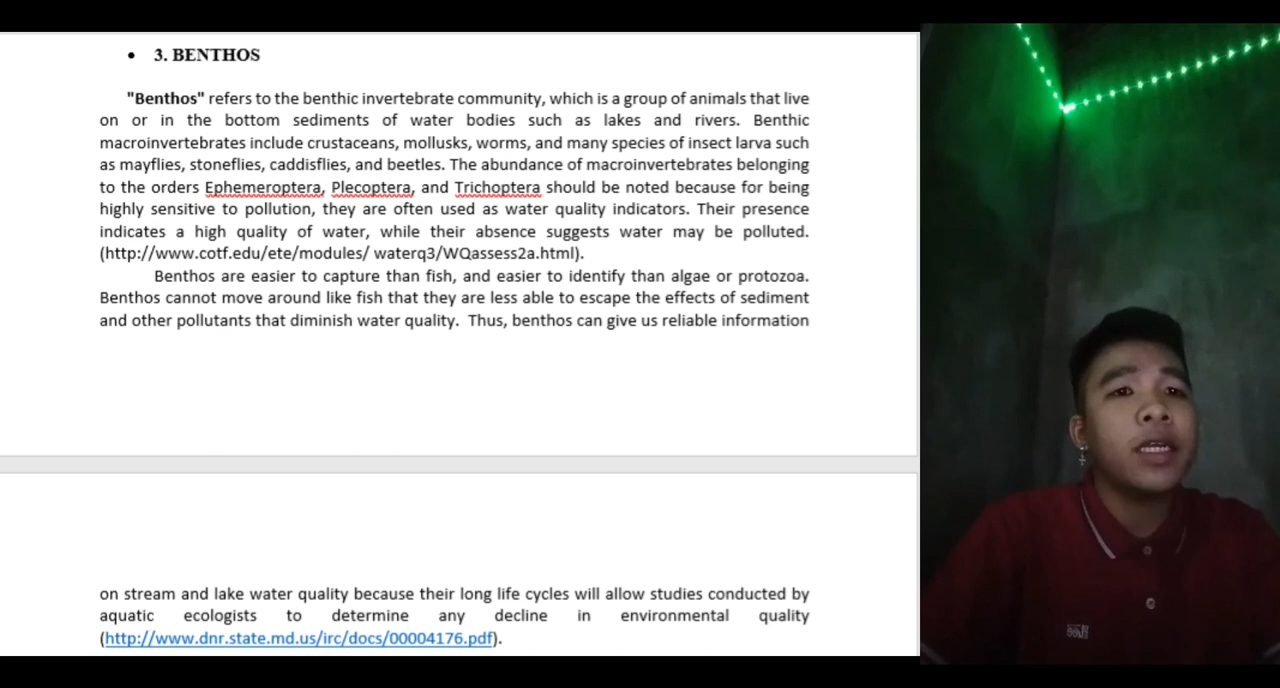 • 3. BENTHOS
"Benthos" refers to the benthic invertebrate community, which is a group of animals that live
on or in the bottom sediments of water bodies such as lakes and rivers. Benthic
macroinvertebrates include crustaceans, mollusks, worms, and many species of insect larva such
as mayflies, stoneflies, caddisflies, and beetles. The abundance of macroinvertebrates belonging
to the orders Ephemeroptera, Plecoptera, and Trichoptera should be noted because for being
highly sensitive to pollution, they are often used as water quality indicators. Their presence
indicates a high quality of water, while their absence suggests water may be polluted.
(http://www.cotf.edu/ete/modules/ waterq3/WQassess2a.html).
Benthos are easier to capture than fish, and easier to identify than algae or protozoa.
Benthos cannot move around like fish that they are less able to escape the effects of sediment
and other pollutants that diminish water quality. Thus, benthos can give us reliable information
on stream and lake water quality because their long life cycles will allow studies conducted by
aquatic ecologists to determine any decline in environmental quality
(http://www.dnr.state.md.us/irc/docs/00004176.pdf).